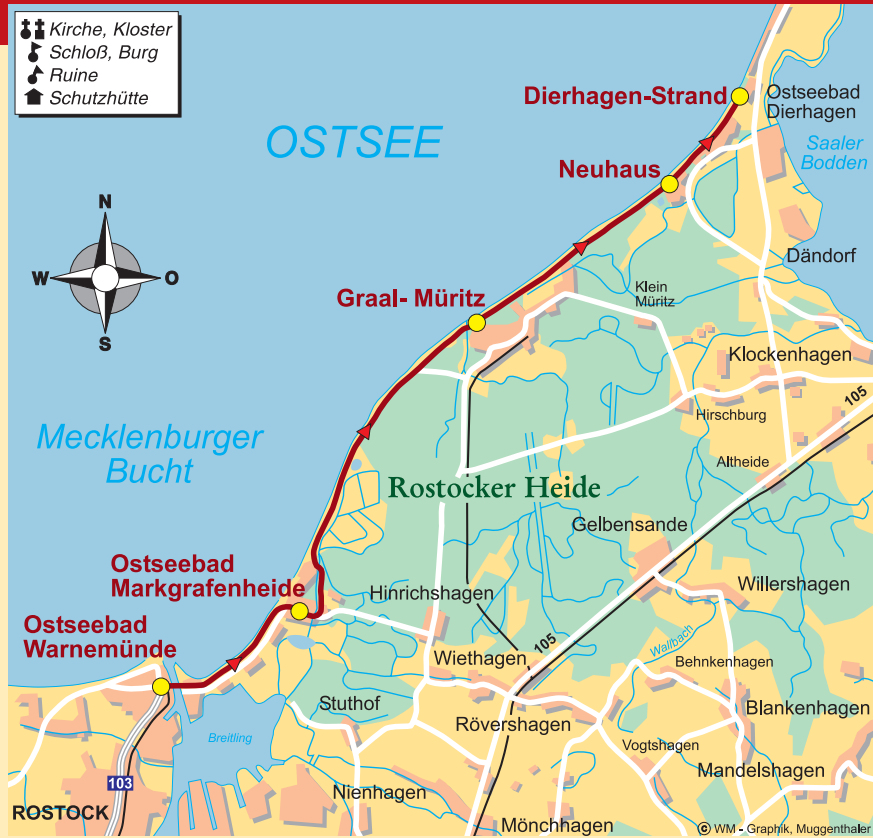 Kirche, Kloster
Schloß, Burg
Ruine
Schutzhütte
OSTSEE
Dierhagen-Strand
Ostseebad
Dierhagen
Saaler
Bodden
Neuhaus
N
W
O
S
Dändorf
Graal- Müritz
Klein
Müritz
Klockenhagen
105
Hirschburg
Mecklenburger
Bucht
Altheide
Rostocker Heide
Gelbensande
Ostseebad
Markgrafenheide
Hinrichshagen
Willershagen
Ostseebad
Warnemünde
105
Wallbach
Wiethagen
Behnkenhagen
Stuthof
Rövershagen
Blankenhagen
Breitling
Vogtshagen
Mandelshagen
103
Nienhagen
ROSTOCK
Mönchhagen
© WM - Graphik, Muggenthaler